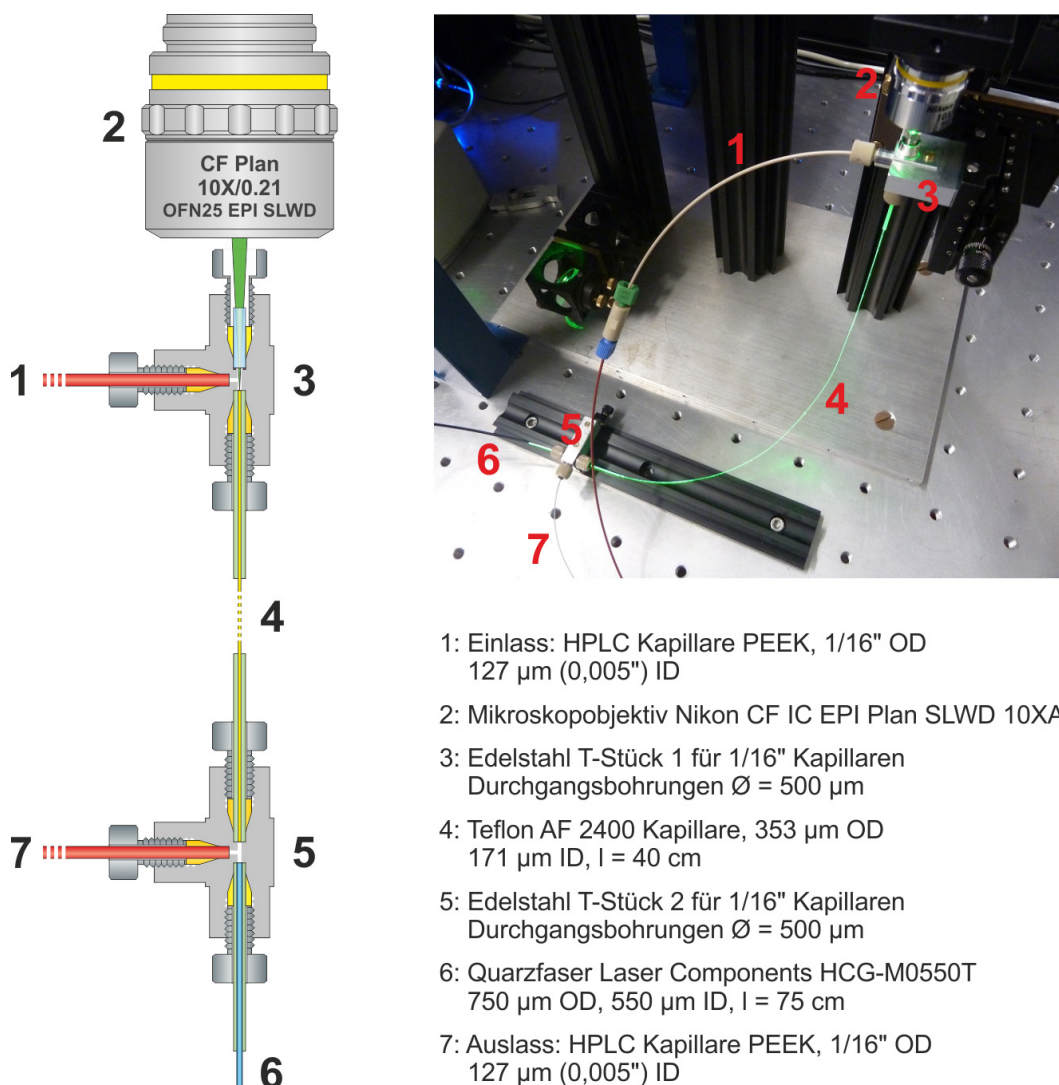 2
CF Plan
10X/0.21
OFN25 EPI SLWD
1
3
4
7
5
6
1
2
3
4
5
6
7
1: Einlass: HPLC Kapillare PEEK, 1/16" OD
127 µm (0,005") ID
2: Mikroskopobjektiv Nikon CF IC EPI Plan SLWD 10XA
3: Edelstahl T-Stück 1 für 1/16" Kapillaren
Durchgangsbohrungen Ø = 500 µm
4: Teflon AF 2400 Kapillare, 353 µm OD
171 µm ID, l = 40 cm
5: Edelstahl T-Stück 2 für 1/16" Kapillaren
Durchgangsbohrungen Ø = 500 µm
6: Quarzfaser Laser Components HCG-M0550T
750 µm OD, 550 µm ID, l = 75 cm
7: Auslass: HPLC Kapillare PEEK, 1/16" OD
127 µm (0,005") ID